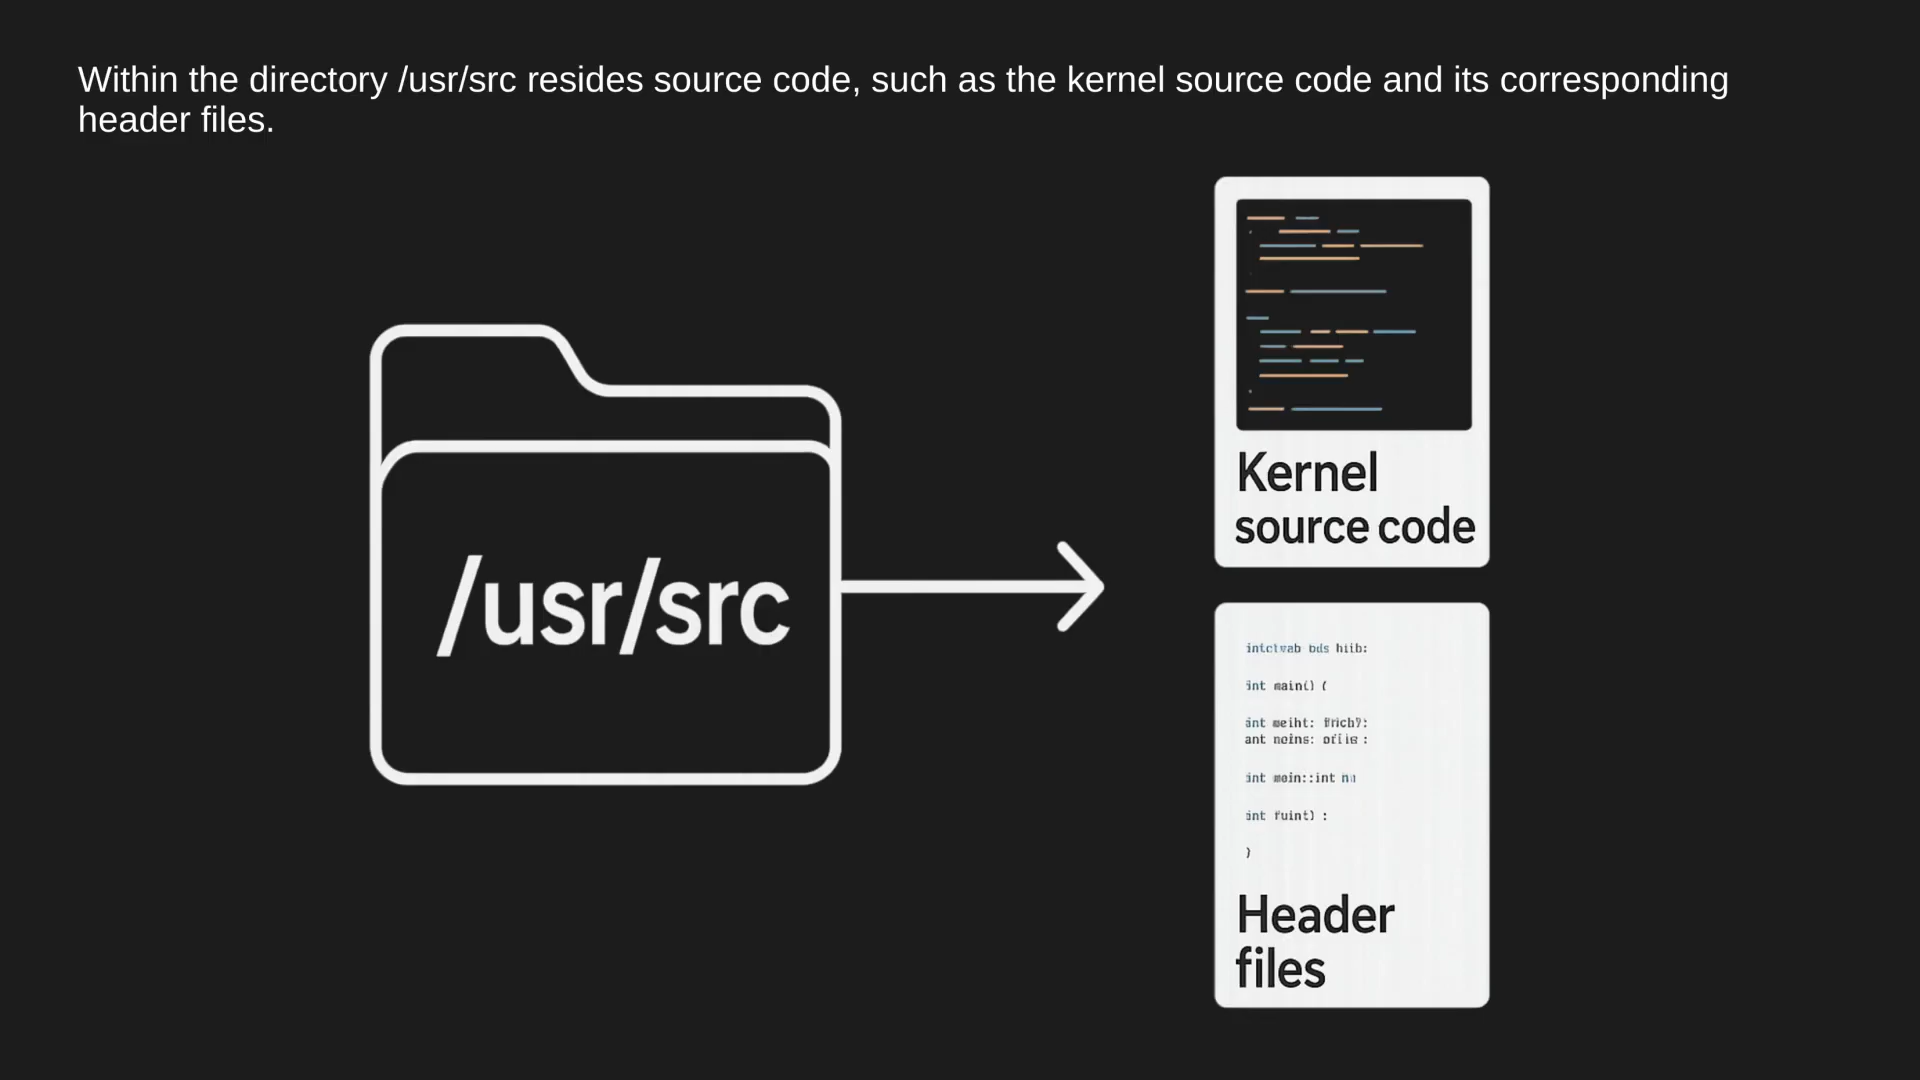 Within the directory /usr/src resides source code, such as the kernel source code and its corresponding
header files.
/usr/src
Kernel
source code
int main() {
}
Header
files